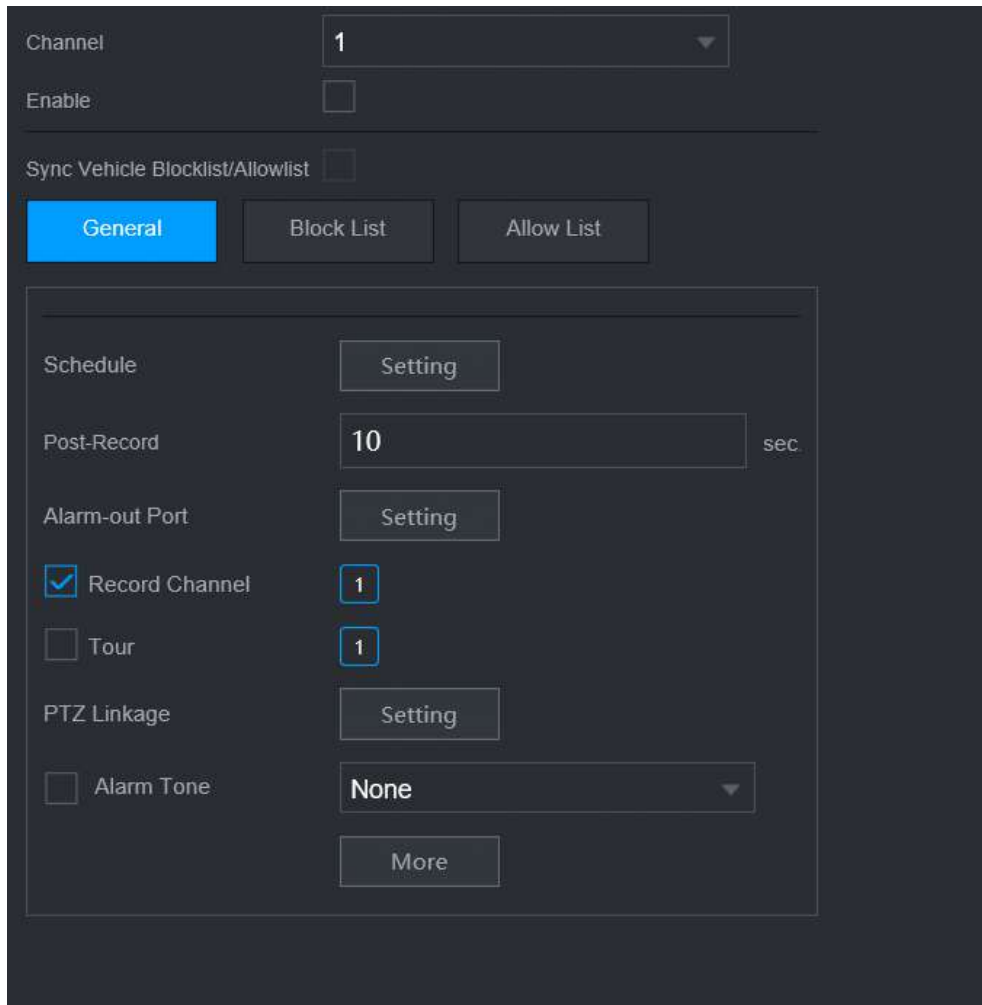 Channel 1
Enable
Sync Vehicle Blocklist/Allowlist
General Block List Allow List
Schedule Setting
Post-Record 10 sec.
Alarm-out Port Setting
Record Channel 1
Tour 1
PTZ Linkage Setting
Alarm Tone None
More